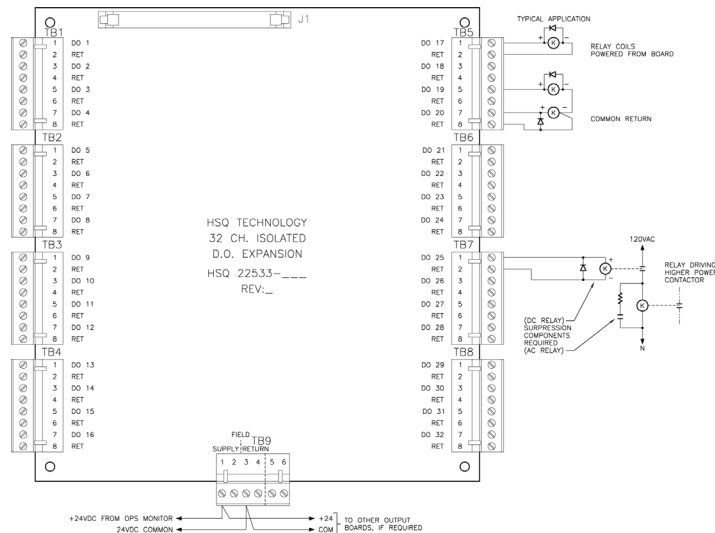 J1
TYPICAL APPLICATION
TB1
1 DO 1
2 RET
3 DO 2
4 RET
5 DO 3
6 RET
7 DO 4
8 RET
TB2
1 DO 5
2 RET
3 DO 6
4 RET
5 DO 7
6 RET
7 DO 8
8 RET
TB3
1 DO 9
2 RET
3 DO 10
4 RET
5 DO 11
6 RET
7 DO 12
8 RET
TB4
1 DO 13
2 RET
3 DO 14
4 RET
5 DO 15
6 RET
7 DO 16
8 RET
HSQ TECHNOLOGY
32 CH. ISOLATED
D.O. EXPANSION
HSQ 22533-___
REV:_
TB5
DO 17 1
RET 2
DO 18 3
RET 4
DO 19 5
RET 6
DO 20 7
RET 8
+ K -
RELAY COILS
POWERED FROM BOARD
+ K -
+ K -
COMMON RETURN
TB6
DO 21 1
RET 2
DO 22 3
RET 4
DO 23 5
RET 6
DO 24 7
RET 8
TB7
DO 25 1
RET 2
DO 26 3
RET 4
DO 27 5
RET 6
DO 28 7
RET 8
120VAC
+
K
-
RELAY DRIVING
HIGHER POWER
CONTACTOR
K
(DC RELAY)
SURPRESSION
COMPONENTS
REQUIRED
(AC RELAY)
N
TB8
DO 29 1
RET 2
DO 30 3
RET 4
DO 31 5
RET 6
DO 32 7
RET 8
FIELD
TB9
SUPPLY RETURN
1 2 3 4 5 6
+24VDC FROM OPS MONITOR
24VDC COMMON
+24
COM
TO OTHER OUTPUT
BOARDS, IF REQUIRED